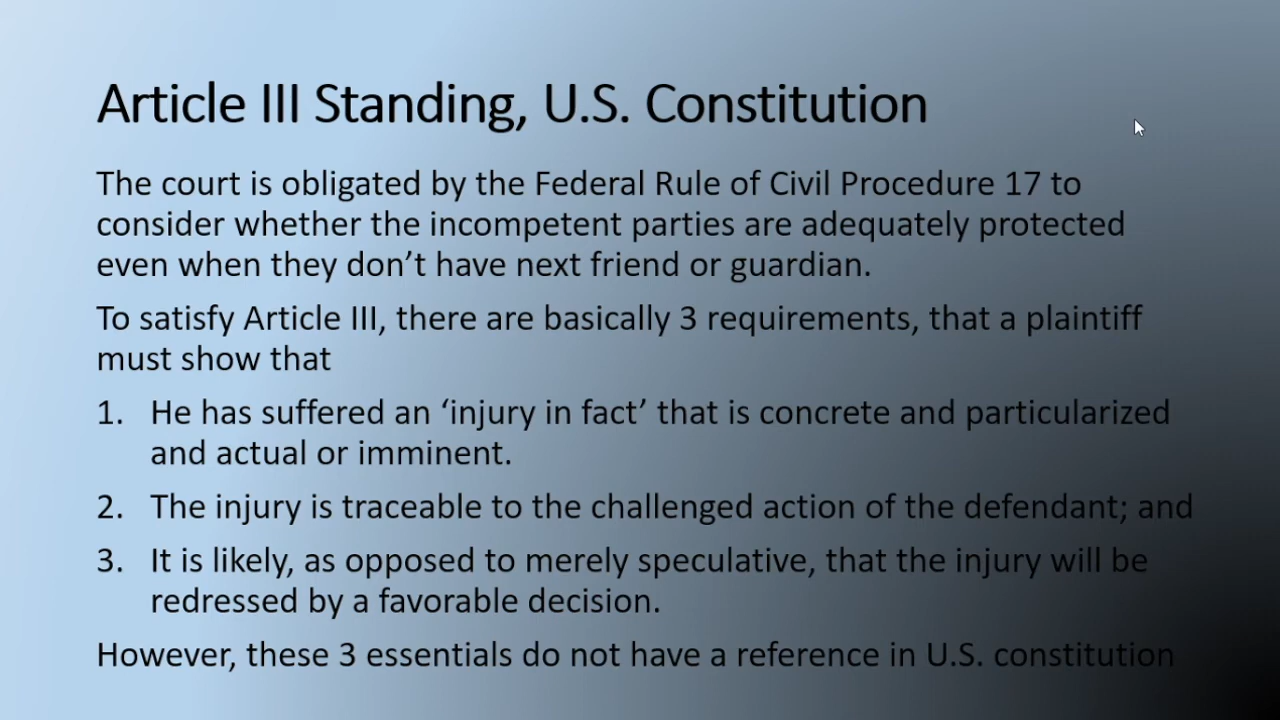 Article III Standing, U.S. Constitution
The court is obligated by the Federal Rule of Civil Procedure 17 to
consider whether the incompetent parties are adequately protected
even when they don’t have next friend or guardian.
To satisfy Article III, there are basically 3 requirements, that a plaintiff
must show that
1. He has suffered an ‘injury in fact’ that is concrete and particularized
and actual or imminent.
2. The injury is traceable to the challenged action of the defendant; and
3. It is likely, as opposed to merely speculative, that the injury will be
redressed by a favorable decision.
However, these 3 essentials do not have a reference in U.S. constitution